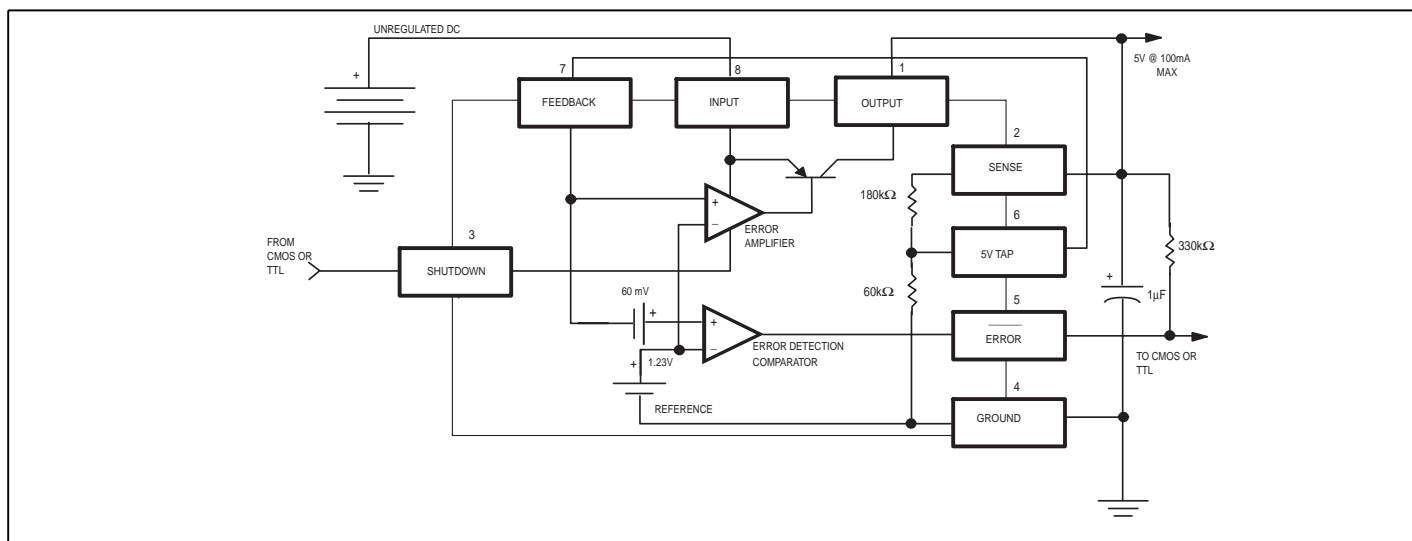 UNREGULATED DC
+
7
8
1
5V @ 100mA
MAX
FEEDBACK
INPUT
OUTPUT
2
SENSE
180kΩ
+
−
ERROR
AMPLIFIER
6
5V TAP
330kΩ
3
FROM
CMOS OR
TTL
SHUTDOWN
60 mV
+
60kΩ
+
1µF
5
+
−
ERROR DETECTION
COMPARATOR
ERROR
+
1.23V
TO CMOS OR
TTL
4
REFERENCE
GROUND